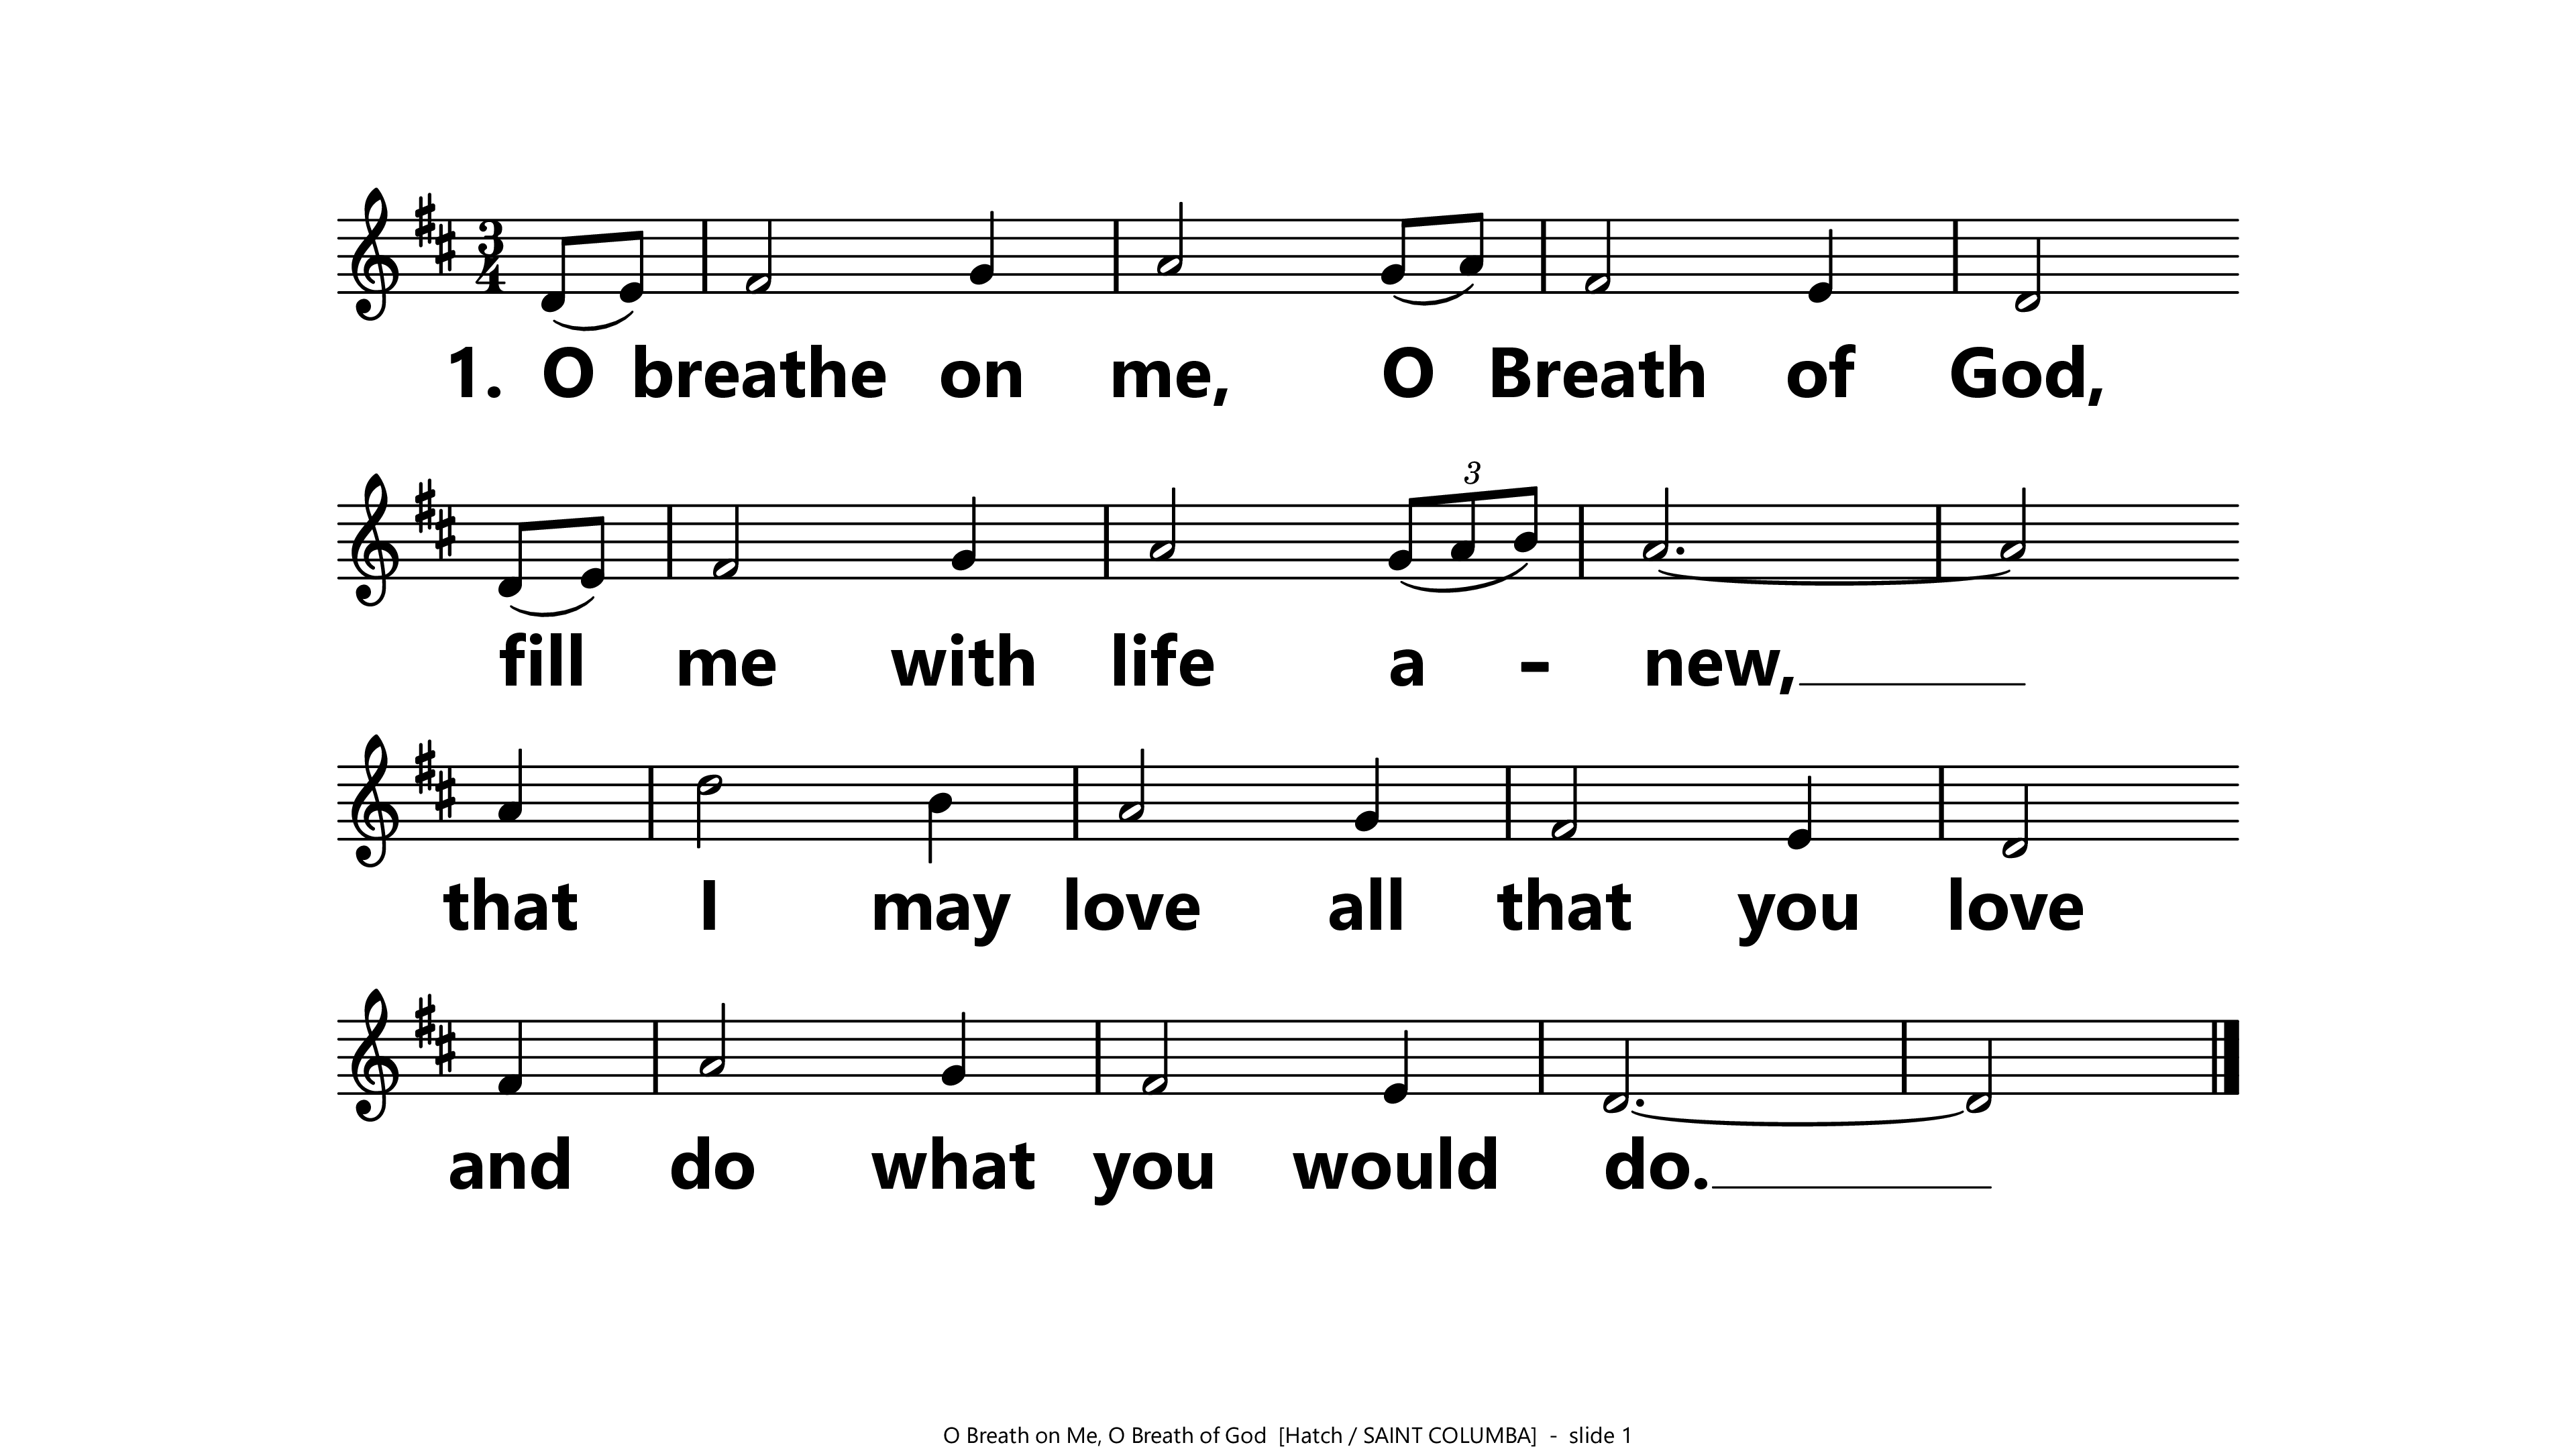 3
4
1. O breathe on me, O Breath of God,
3
fill me with life a - new,
that I may love all that you love
and do what you would do.
O Breath on Me, O Breath of God [Hatch / SAINT COLUMBA] - slide 1